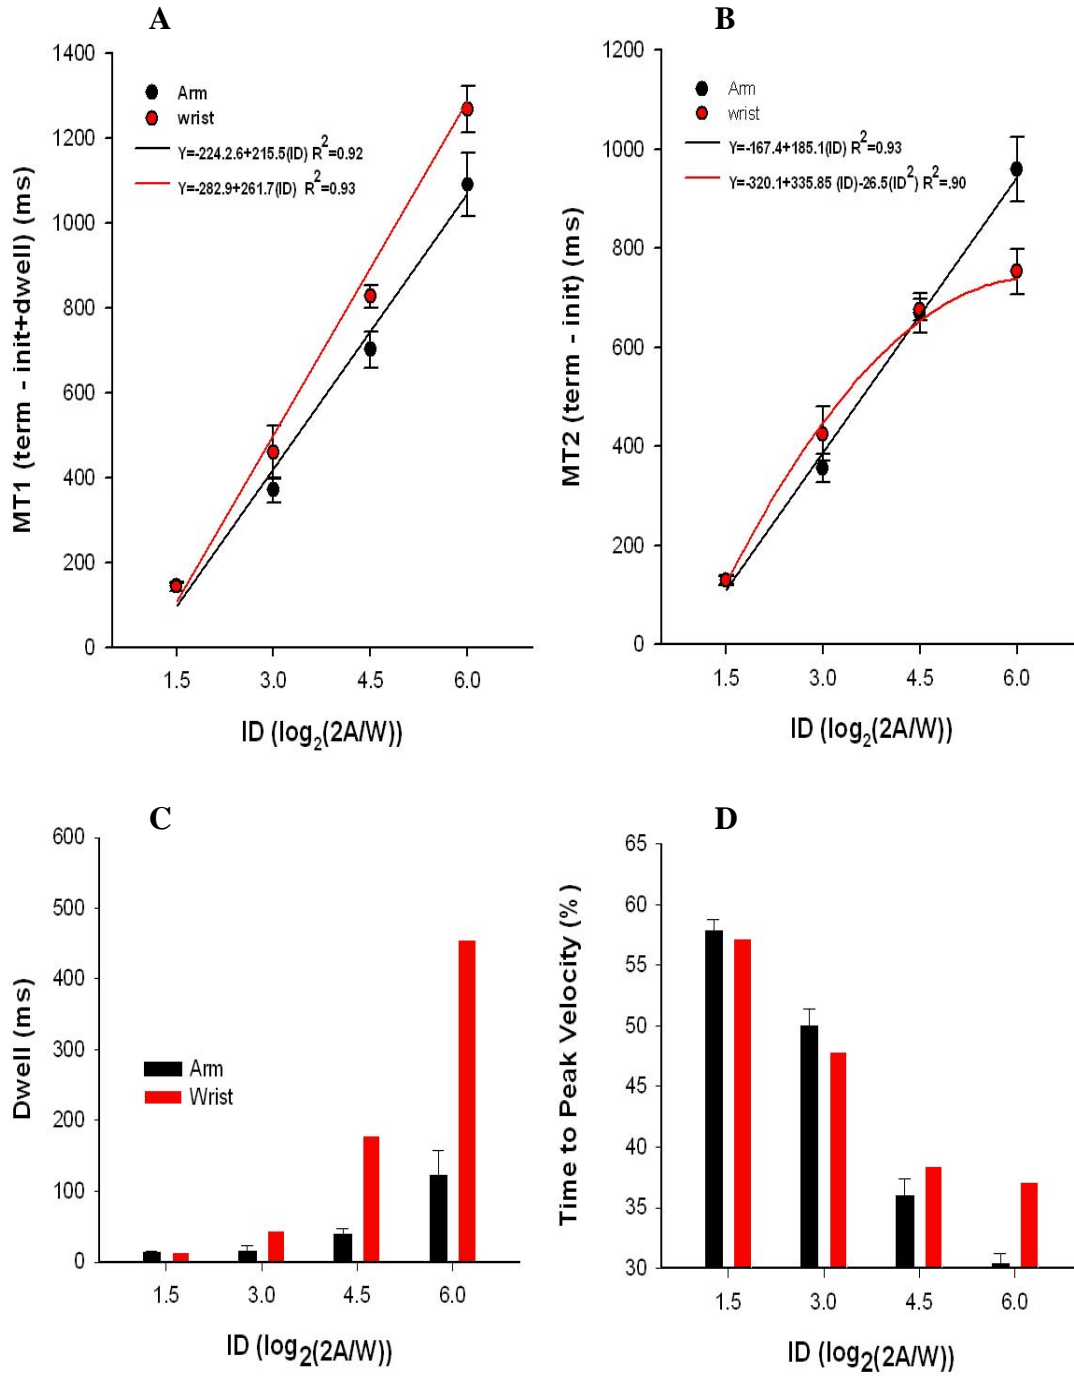 A
1400
1200
1000
800
600
400
200
0
MT1 (term - init+dwell) (ms)
Arm
wrist
Y=-224.2.6+215.5(ID) R²=0.92
Y=-282.9+261.7(ID) R²=0.93
1.5 3.0 4.5 6.0
ID (log₂(2A/W))
B
1200
1000
800
600
400
200
0
MT2 (term - init) (ms)
Arm
wrist
Y=-167.4+185.1(ID) R²=0.93
Y=-320.1+335.85 (ID)-26.5(ID²) R²=.90
1.5 3.0 4.5 6.0
ID (log₂(2A/W))
C
600
500
400
300
200
100
0
Dwell (ms)
Arm
Wrist
1.5 3.0 4.5 6.0
ID (log₂(2A/W))
D
65
60
55
50
45
40
35
30
Time to Peak Velocity (%)
1.5 3.0 4.5 6.0
ID (log₂(2A/W))